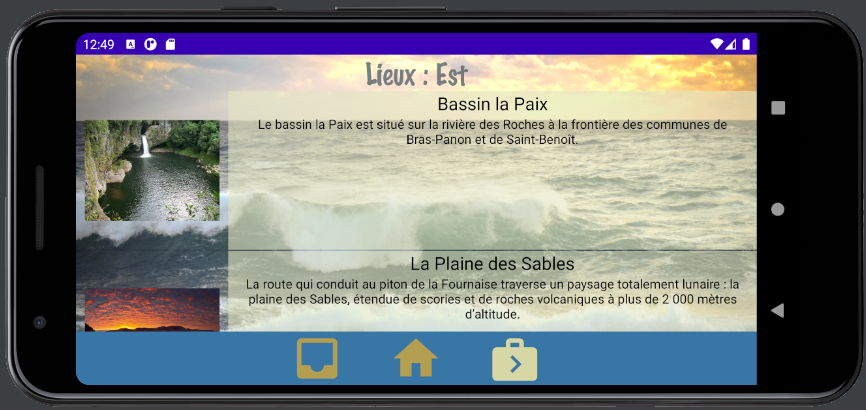 12:49
Lieux : Est
Bassin la Paix
Le bassin la Paix est situé sur la rivière des Roches à la frontière des communes de
Bras-Panon et de Saint-Benoît.
La Plaine des Sables
La route qui conduit au piton de la Fournaise traverse un paysage totalement lunaire : la
plaine des Sables, étendue de scories et de roches volcaniques à plus de 2 000 mètres
d'altitude.